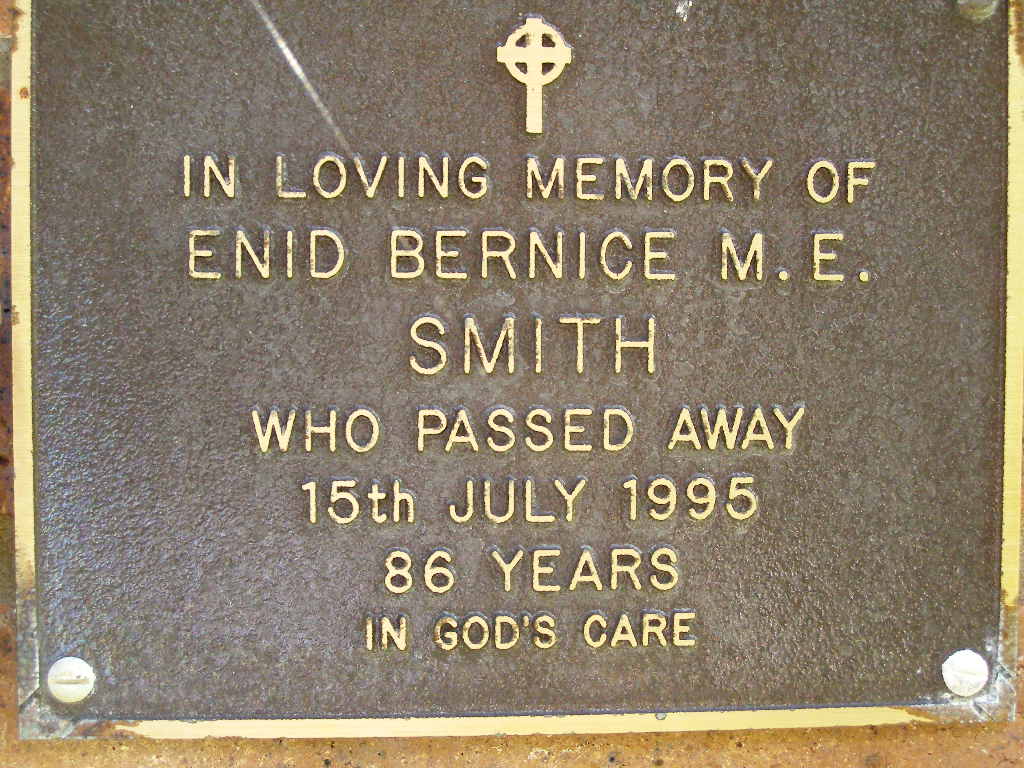 IN LOVING MEMORY OF
ENID BERNICE M. E.
SMITH
WHO PASSED AWAY
15th JULY 1995
86 YEARS
IN GOD'S CARE